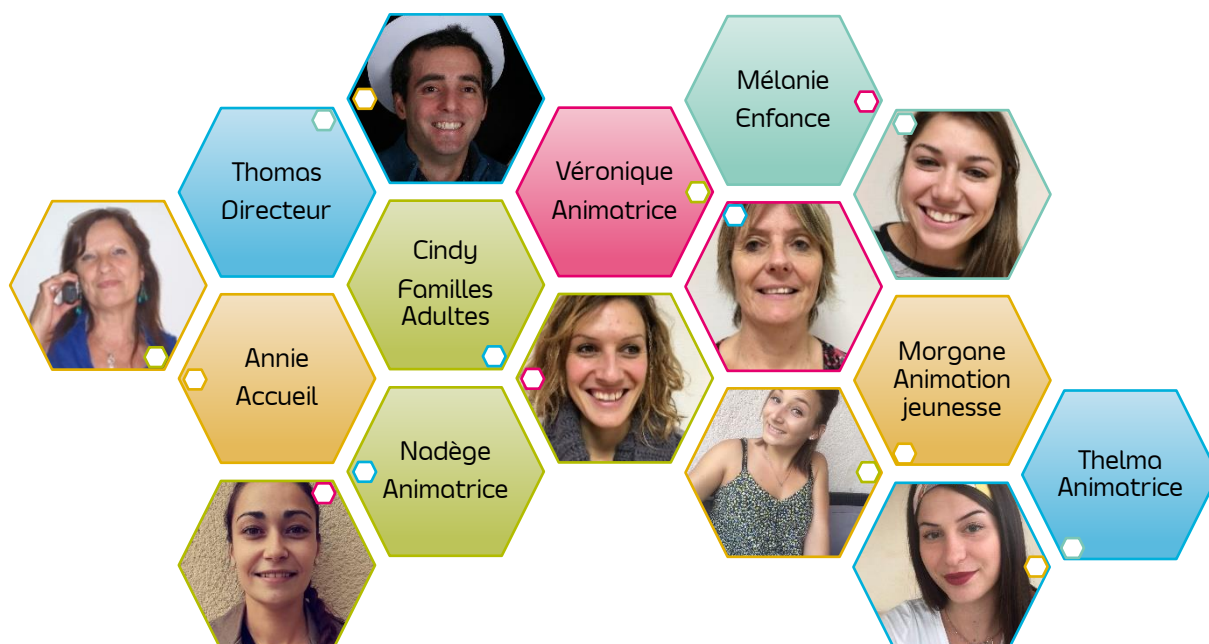 Mélanie
Enfance
Thomas
Directeur
Véronique
Animatrice
Cindy
Familles
Adultes
Annie
Accueil
Morgane
Animation
jeunesse
Nadège
Animatrice
Thelma
Animatrice